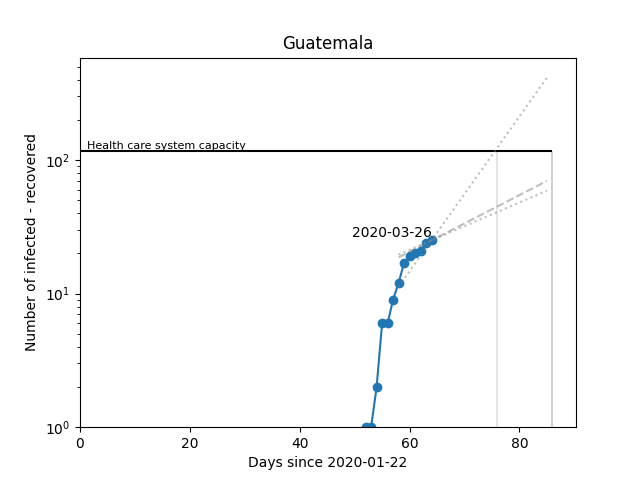 Guatemala
Number of infected - recovered
10²
10¹
10⁰
Health care system capacity
2020-03-26
0
20
40
60
80
Days since 2020-01-22